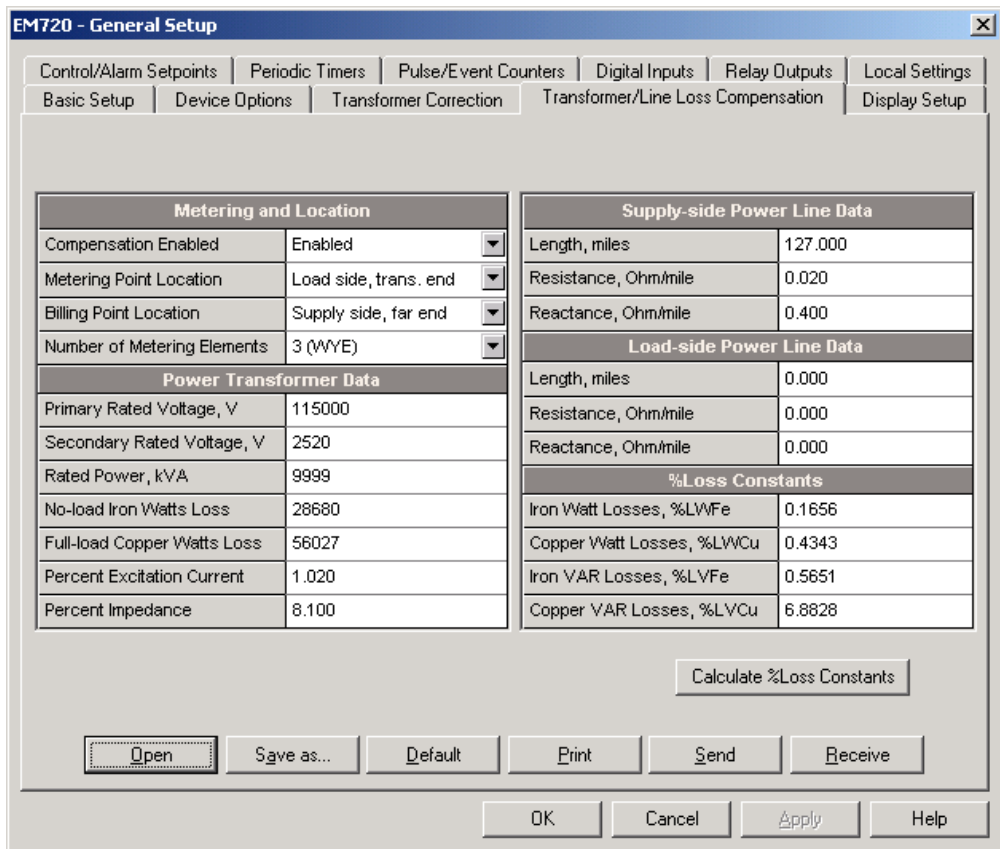 EM720 - General Setup
Control/Alarm Setpoints
Periodic Timers
Pulse/Event Counters
Digital Inputs
Relay Outputs
Local Settings
Basic Setup
Device Options
Transformer Correction
Transformer/Line Loss Compensation
Display Setup
Metering and Location
Compensation Enabled Enabled
Metering Point Location Load side, trans. end
Billing Point Location Supply side, far end
Number of Metering Elements 3 (WYE)
Power Transformer Data
Primary Rated Voltage, V 115000
Secondary Rated Voltage, V 2520
Rated Power, kVA 9999
No-load Iron Watts Loss 28680
Full-load Copper Watts Loss 56027
Percent Excitation Current 1.020
Percent Impedance 8.100
Supply-side Power Line Data
Length, miles 127.000
Resistance, Ohm/mile 0.020
Reactance, Ohm/mile 0.400
Load-side Power Line Data
Length, miles 0.000
Resistance, Ohm/mile 0.000
Reactance, Ohm/mile 0.000
%Loss Constants
Iron Watt Losses, %LWFe 0.1656
Copper Watt Losses, %LWCu 0.4343
Iron VAR Losses, %LVFe 0.5651
Copper VAR Losses, %LVCu 6.8828
Calculate %Loss Constants
Open
Save as...
Default
Print
Send
Receive
OK
Cancel
Apply
Help